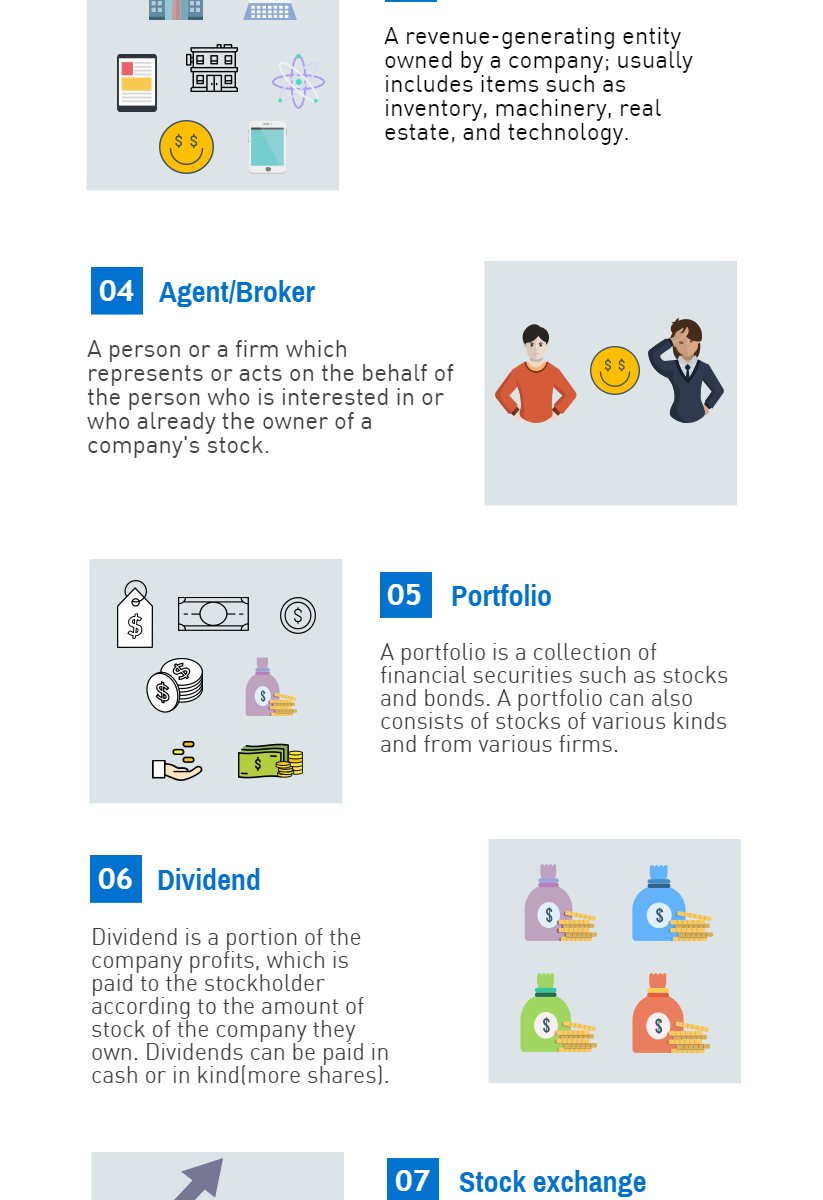 A revenue-generating entity
owned by a company; usually
includes items such as
inventory, machinery, real
estate, and technology.
04 Agent/Broker
A person or a firm which
represents or acts on the behalf of
the person who is interested in or
who already the owner of a
company's stock.
05 Portfolio
A portfolio is a collection of
financial securities such as stocks
and bonds. A portfolio can also
consists of stocks of various kinds
and from various firms.
06 Dividend
Dividend is a portion of the
company profits, which is
paid to the stockholder
according to the amount of
stock of the company they
own. Dividends can be paid in
cash or in kind(more shares).
07 Stock exchange